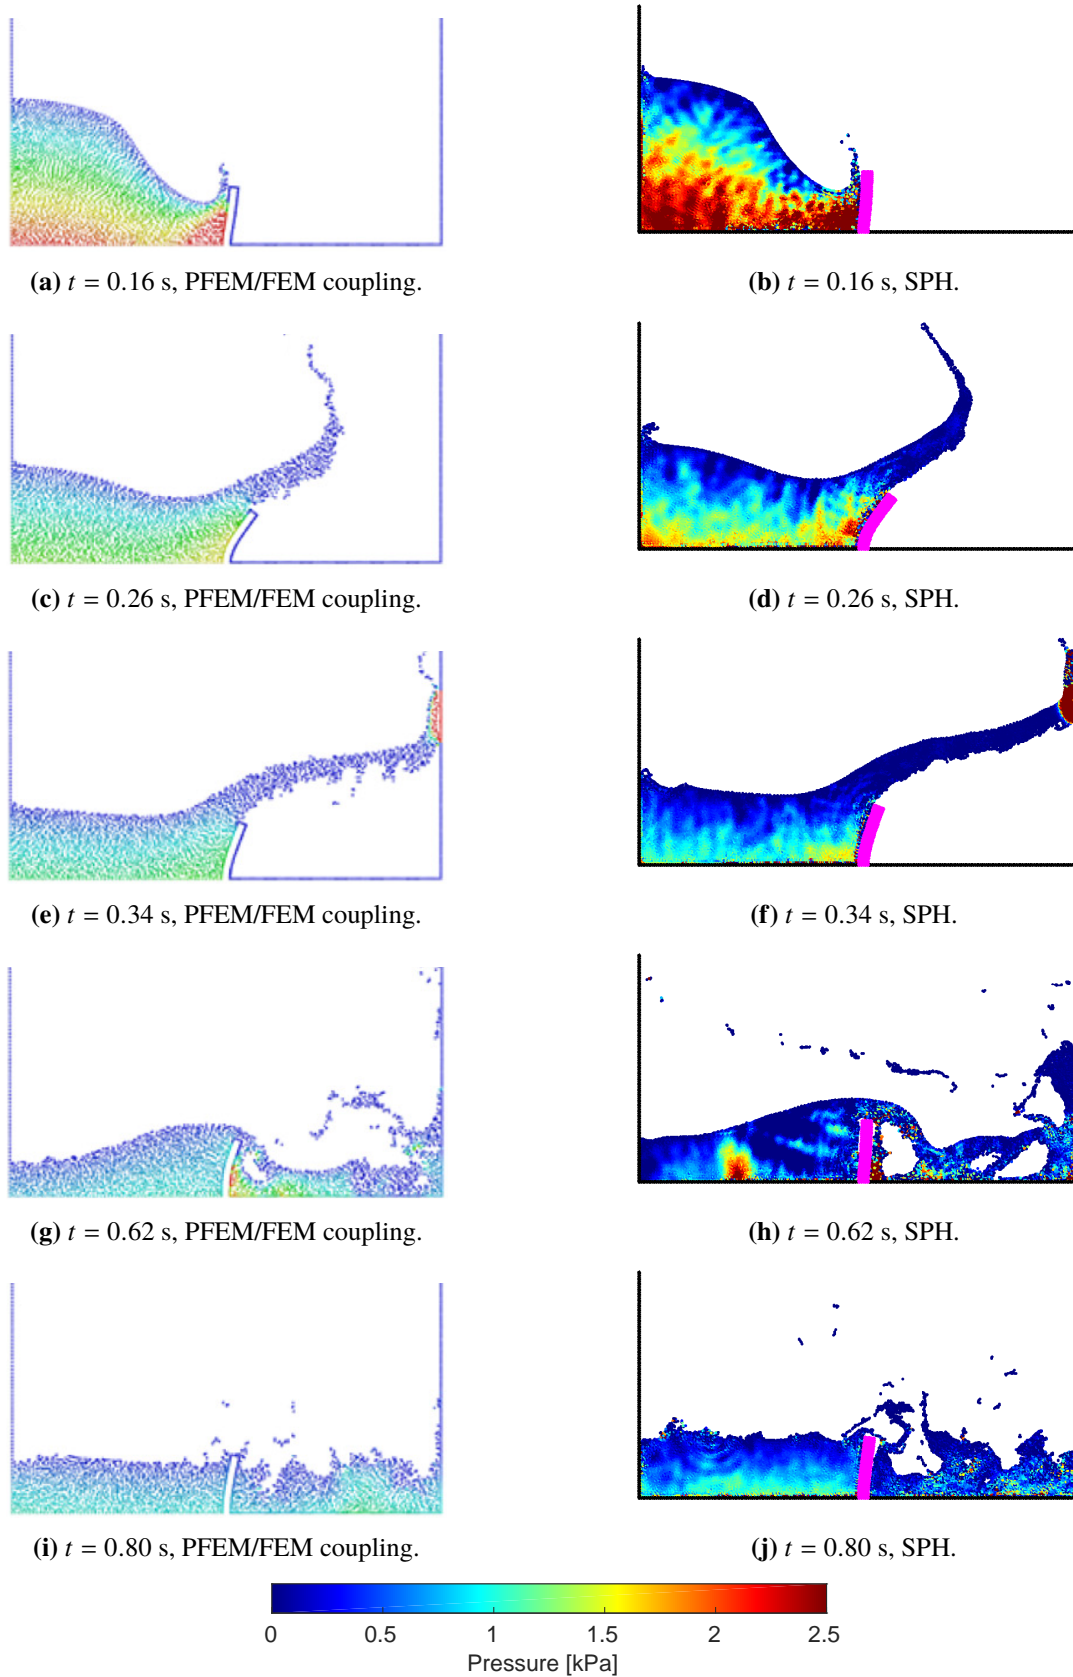 (a) t = 0.16 s, PFEM/FEM coupling.
(b) t = 0.16 s, SPH.
(c) t = 0.26 s, PFEM/FEM coupling.
(d) t = 0.26 s, SPH.
(e) t = 0.34 s, PFEM/FEM coupling.
(f) t = 0.34 s, SPH.
(g) t = 0.62 s, PFEM/FEM coupling.
(h) t = 0.62 s, SPH.
(i) t = 0.80 s, PFEM/FEM coupling.
(j) t = 0.80 s, SPH.
0 0.5 1 1.5 2 2.5
Pressure [kPa]